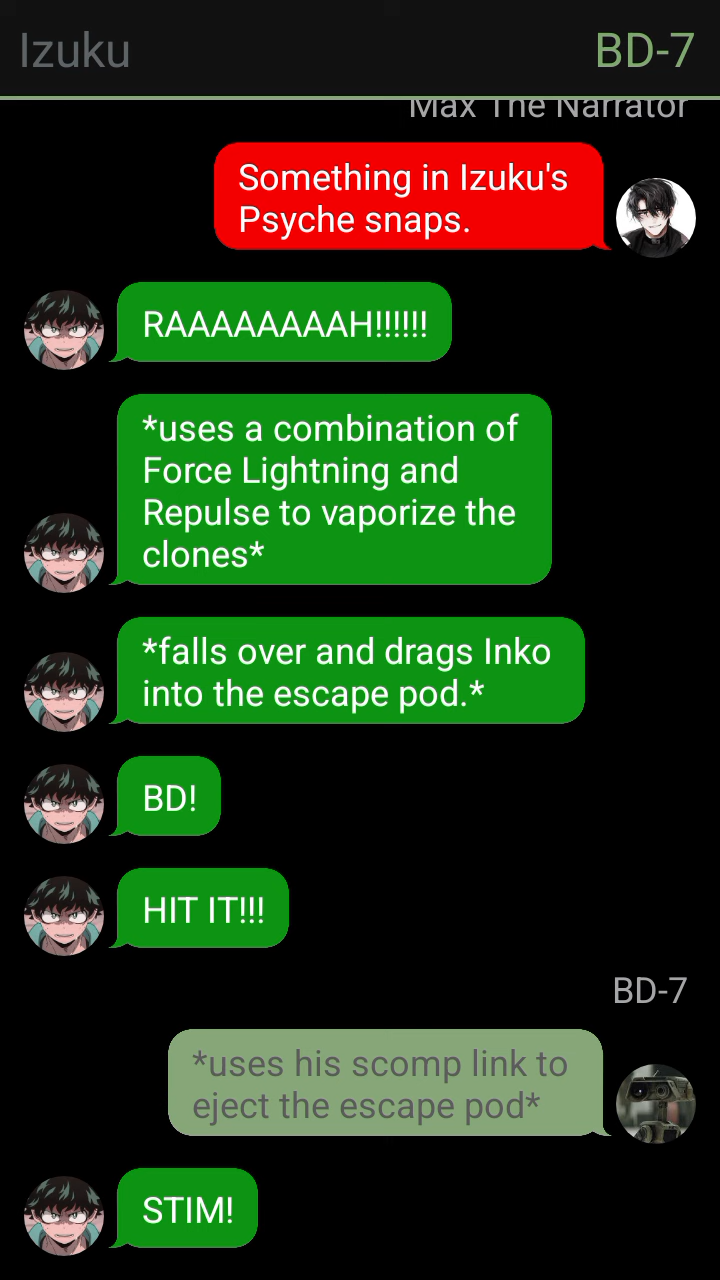 Izuku
BD-7
Max The Narrator
Something in Izuku's
Psyche snaps.
RAAAAAAAAH!!!!!!
*uses a combination of
Force Lightning and
Repulse to vaporize the
clones*
*falls over and drags Inko
into the escape pod.*
BD!
HIT IT!!!
BD-7
*uses his scomp link to
eject the escape pod*
STIM!